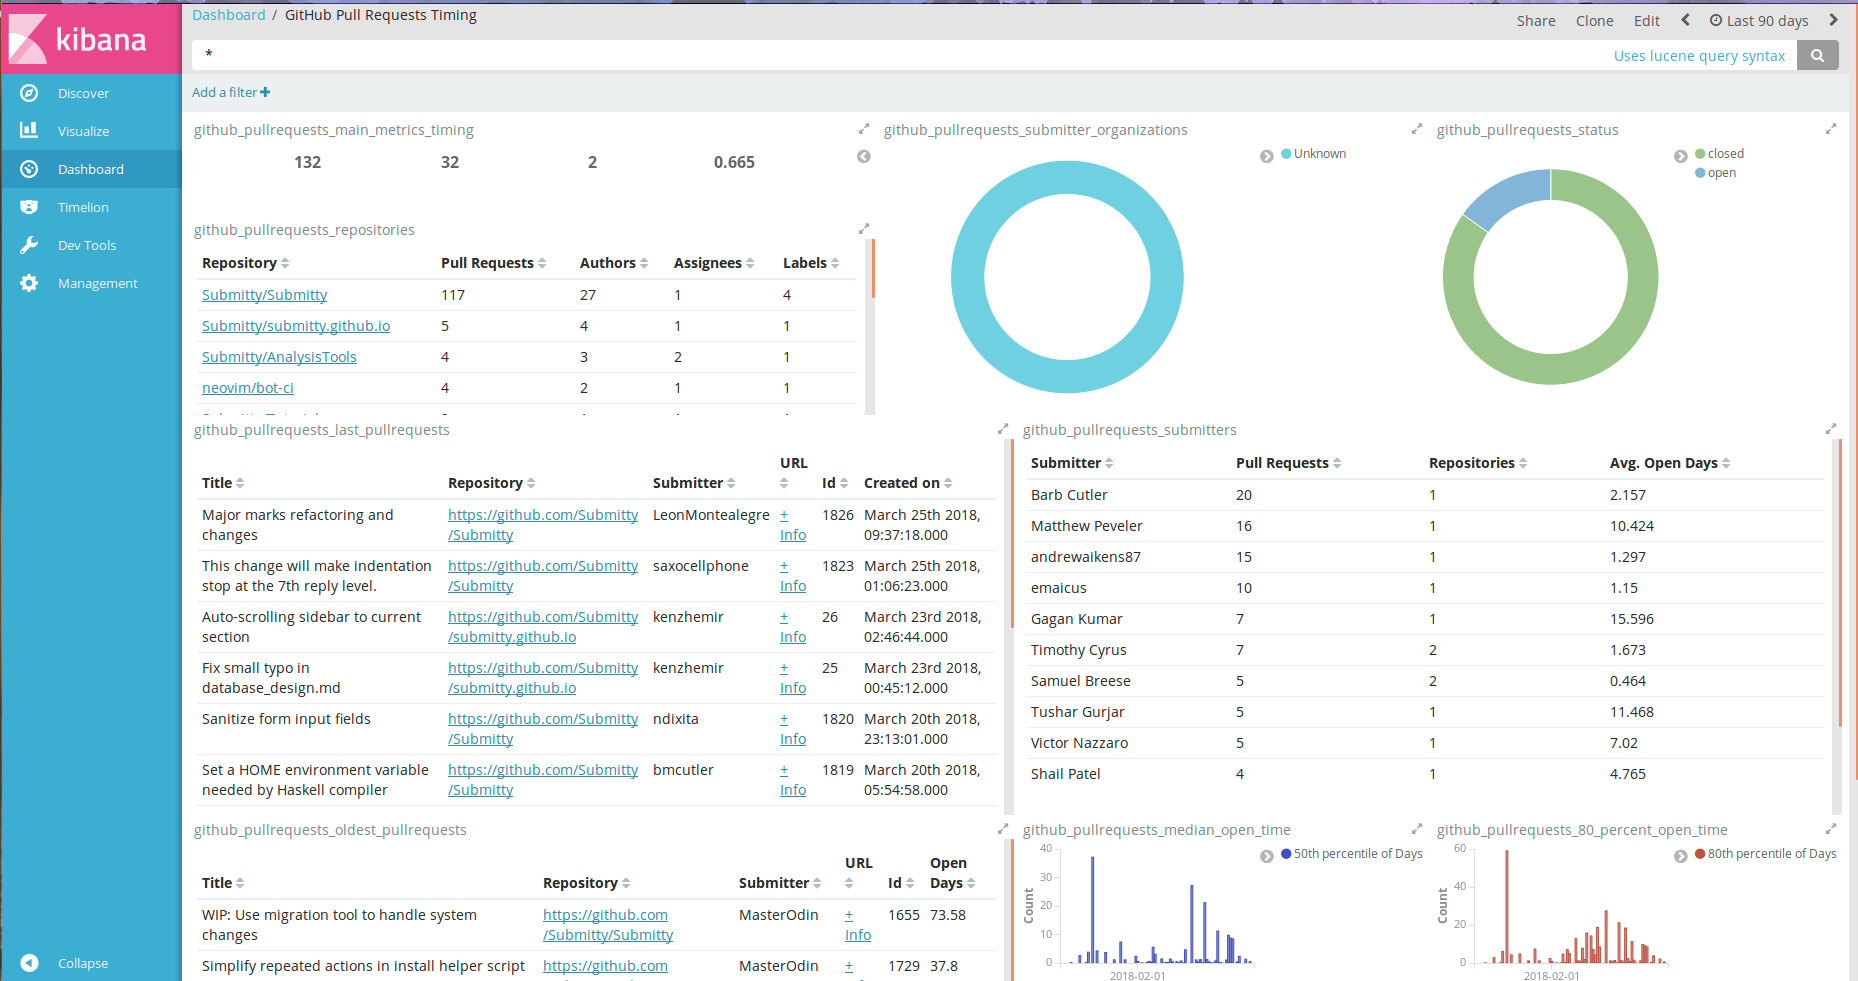 kibana
Discover
Visualize
Dashboard
Timelion
Dev Tools
Management
Collapse
Dashboard / GitHub Pull Requests Timing
Share Clone Edit Last 90 days
*
Uses lucene query syntax
Add a filter +
github_pullrequests_main_metrics_timing
132 32 2 0.665
github_pullrequests_submitter_organizations
Unknown
github_pullrequests_status
closed
open
github_pullrequests_repositories
Repository Pull Requests Authors Assignees Labels
Submitty/Submitty 117 27 1 4
Submitty/submitty.github.io 5 4 1 1
Submitty/AnalysisTools 4 3 2 1
neovim/bot-ci 4 2 1 1
github_pullrequests_last_pullrequests
URL
Title Repository Submitter Id Created on
Major marks refactoring and https://github.com/Submitty LeonMontealegre + 1826 March 25th 2018,
changes /Submitty Info 09:37:18.000
This change will make indentation https://github.com/Submitty saxocellphone + 1823 March 25th 2018,
stop at the 7th reply level. /Submitty Info 01:06:23.000
Auto-scrolling sidebar to current https://github.com/Submitty kenzhemir + 26 March 23rd 2018,
section /submitty.github.io Info 02:46:44.000
Fix small typo in https://github.com/Submitty kenzhemir + 25 March 23rd 2018,
database_design.md /submitty.github.io Info 00:45:12.000
Sanitize form input fields https://github.com/Submitty ndixita + 1820 March 20th 2018,
/Submitty Info 23:13:01.000
Set a HOME environment variable https://github.com/Submitty bmcutler + 1819 March 20th 2018,
needed by Haskell compiler /Submitty Info 05:54:58.000
github_pullrequests_submitters
Submitter Pull Requests Repositories Avg. Open Days
Barb Cutler 20 1 2.157
Matthew Peveler 16 1 10.424
andrewaikens87 15 1 1.297
emaicus 10 1 1.15
Gagan Kumar 7 1 15.596
Timothy Cyrus 7 2 1.673
Samuel Breese 5 2 0.464
Tushar Gurjar 5 1 11.468
Victor Nazzaro 5 1 7.02
Shail Patel 4 1 4.765
github_pullrequests_oldest_pullrequests
URL Open
Title Repository Submitter Id Days
WIP: Use migration tool to handle system https://github.com MasterOdin + 1655 73.58
changes /Submitty/Submitty Info
Simplify repeated actions in install helper script https://github.com MasterOdin + 1729 37.8
github_pullrequests_median_open_time
50th percentile of Days
40
30
20
10
0
Count
2018-02-01
github_pullrequests_80_percent_open_time
80th percentile of Days
60
40
20
0
Count
2018-02-01